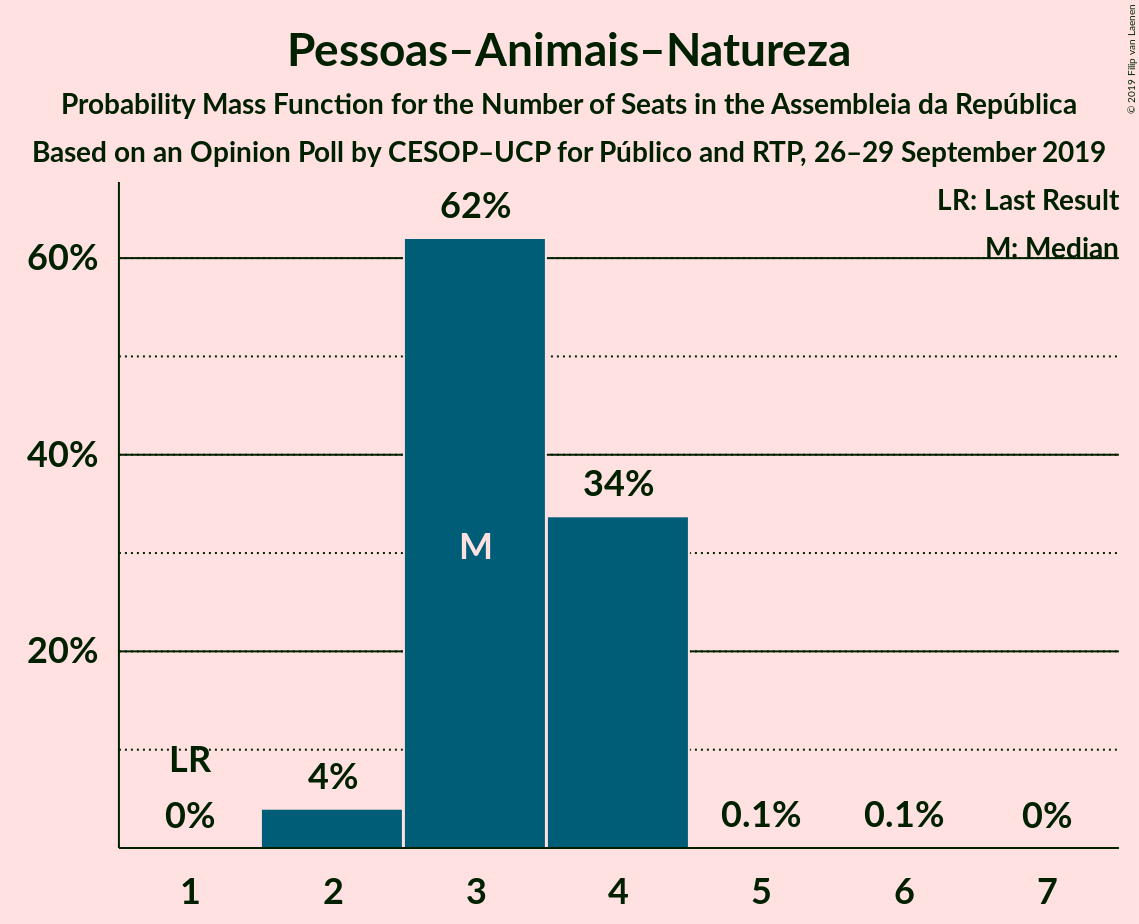 Pessoas–Animais–Natureza
Probability Mass Function for the Number of Seats in the Assembleia da República
Based on an Opinion Poll by CESOP–UCP for Público and RTP, 26–29 September 2019
© 2019 Filip van Laenen
LR: Last Result
M: Median
62%
60%
34%
40%
M
20%
LR
4%
0%
0.1%
0.1%
0%
1 2 3 4 5 6 7